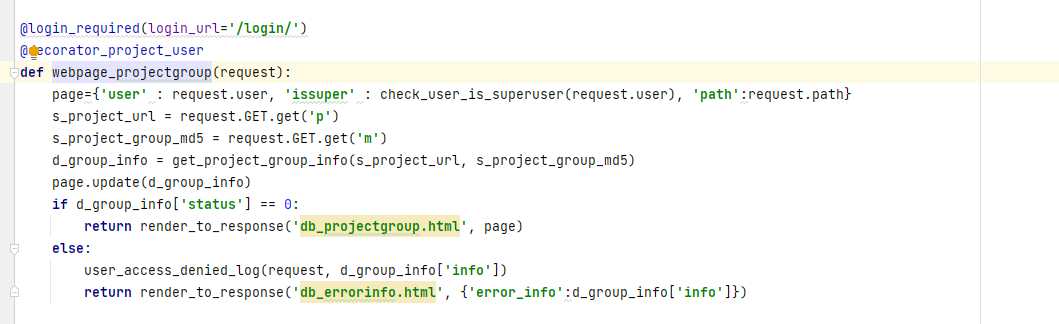 @login_required(login_url='/login/')
@decorator_project_user
def webpage_projectgroup(request):
    page={'user' : request.user, 'issuper' : check_user_is_superuser(request.user), 'path':request.path}
    s_project_url = request.GET.get('p')
    s_project_group_md5 = request.GET.get('m')
    d_group_info = get_project_group_info(s_project_url, s_project_group_md5)
    page.update(d_group_info)
    if d_group_info['status'] == 0:
        return render_to_response('db_projectgroup.html', page)
    else:
        user_access_denied_log(request, d_group_info['info'])
        return render_to_response('db_errorinfo.html', {'error_info':d_group_info['info']})